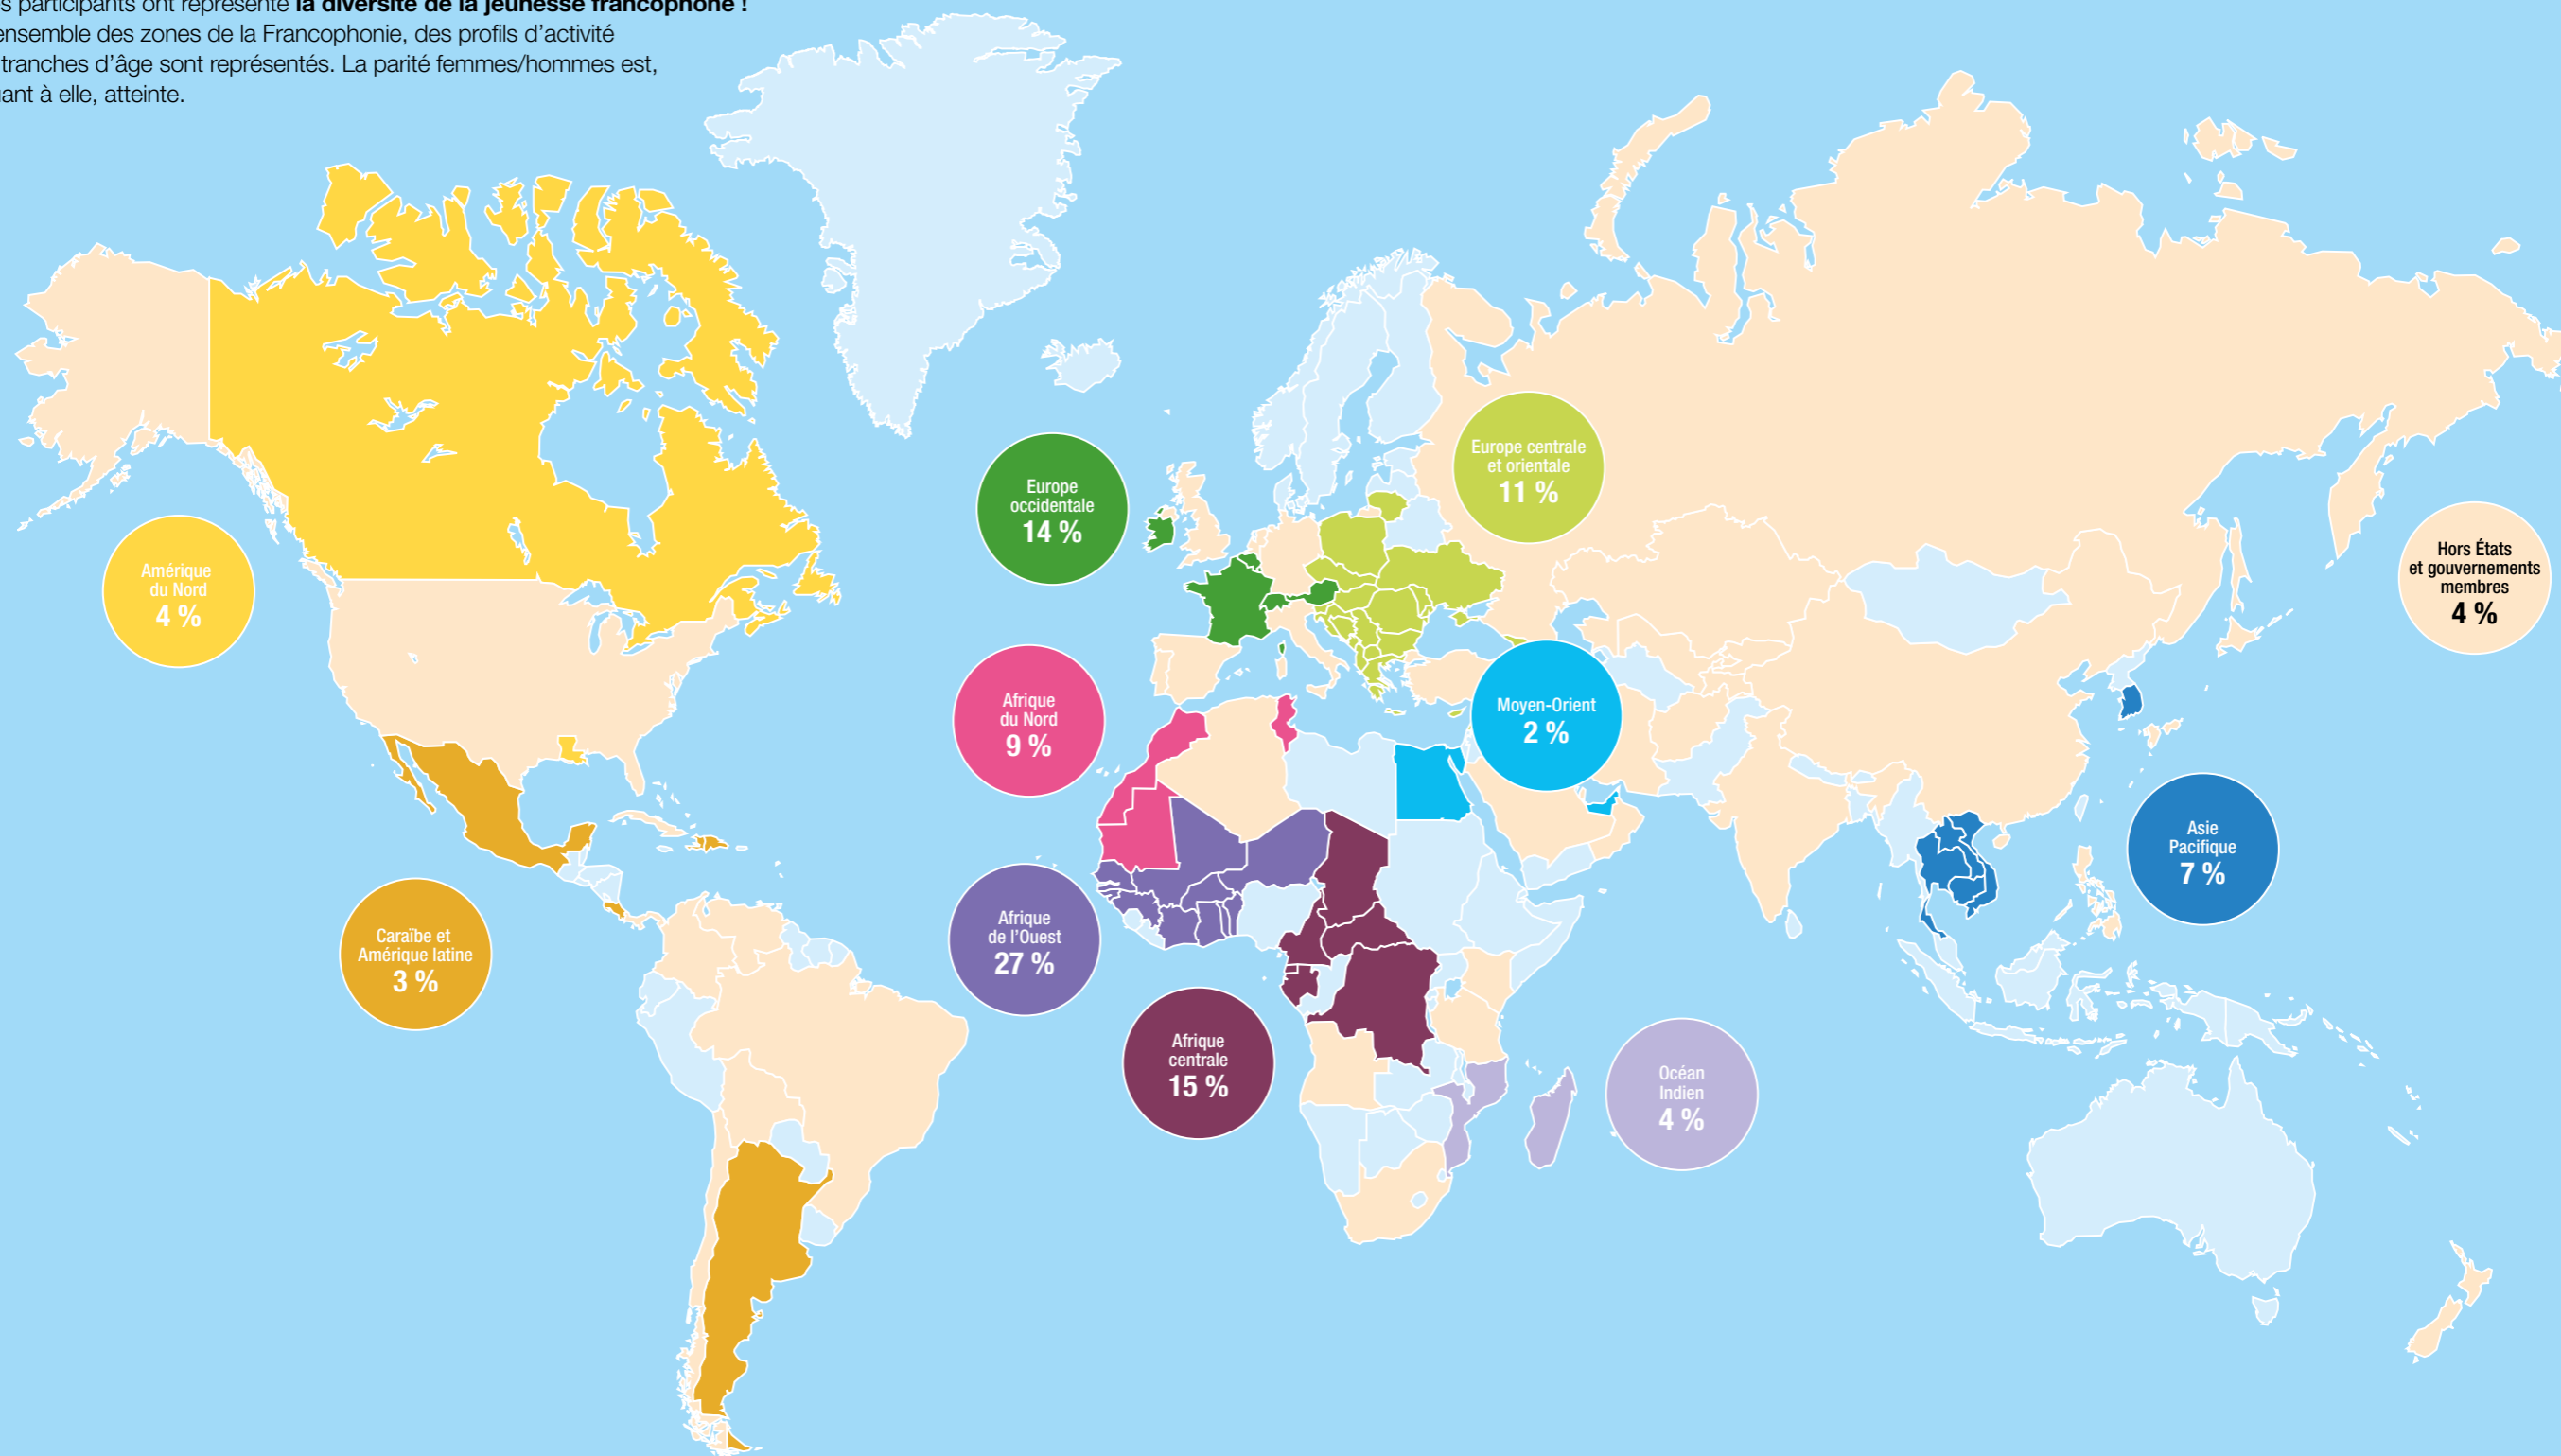 participants ont représenté la diversité de la jeunesse francophone !
ensemble des zones de la Francophonie, des profils d’activité
tranches d’âge sont représentés. La parité femmes/hommes est,
à elle, atteinte.
Europe centrale
et orientale
11 %
Europe
occidentale
14 %
Hors États
et gouvernements
membres
4 %
Amérique
du Nord
4 %
Afrique
du Nord
9 %
Moyen-Orient
2 %
Asie
Pacifique
7 %
Caraïbe et
Amérique latine
3 %
Afrique
de l’Ouest
27 %
Afrique
centrale
15 %
Océan
Indien
4 %